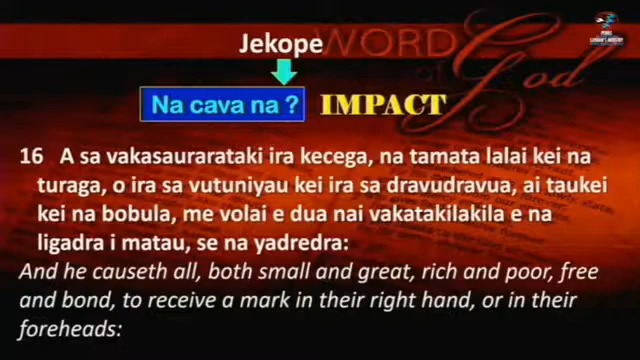 Jekope
WORD
of God
Na cava na ? IMPACT
16 A sa vakasaurarataki ira kecega, na tamata lalai kei na
turaga, o ira sa vutuniyau kei ira sa dravudravua, ai taukei
kei na bobula, me volai e dua nai vakatakilakila e na
ligadra i matau, se na yadredra:
And he causeth all, both small and great, rich and poor, free
and bond, to receive a mark in their right hand, or in their
foreheads: